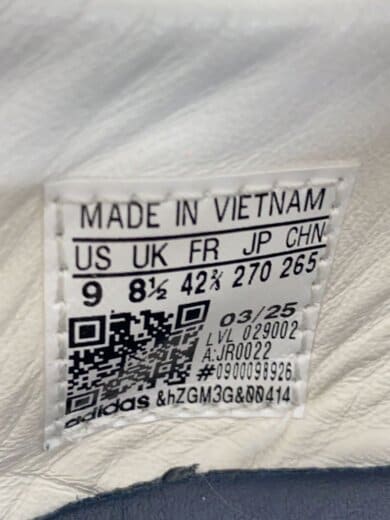 MADE IN VIETNAM
US UK FR JP CHN
9 8½ 42⅔ 270 265
03/25
LVL 029002
A:JR0022
#0900098926
adidas &hZGM3G&00414